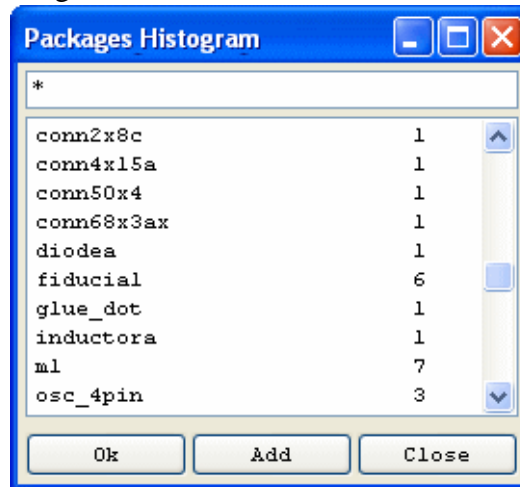 Packages Histogram
*
conn2x8c 1
conn4x15a 1
conn50x4 1
conn68x3ax 1
diodea 1
fiducial 6
glue_dot 1
inductora 1
ml 7
osc_4pin 3
Ok Add Close